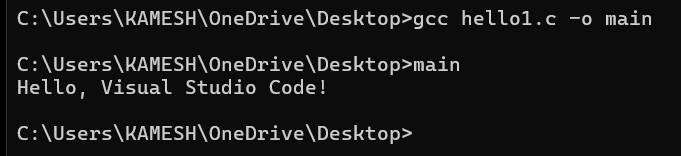 C:\Users\KAMESH\OneDrive\Desktop>gcc hello1.c -o main
C:\Users\KAMESH\OneDrive\Desktop>main
Hello, Visual Studio Code!
C:\Users\KAMESH\OneDrive\Desktop>